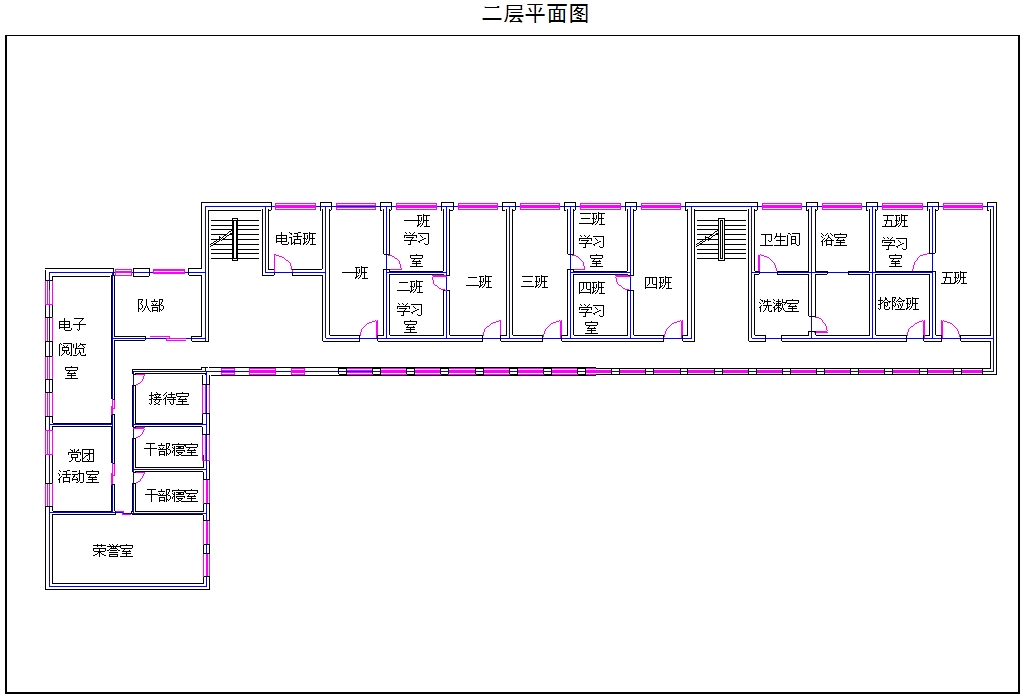 二层平面图
电话班
一班
一班
学习
室
二班
学习
室
二班
三班
三班
学习
室
四班
学习
室
四班
卫生间
浴室
洗漱室
五班
学习
室
抢险班
五班
队部
电子
阅览
室
接待室
党团
活动室
干部寝室
干部寝室
荣誉室